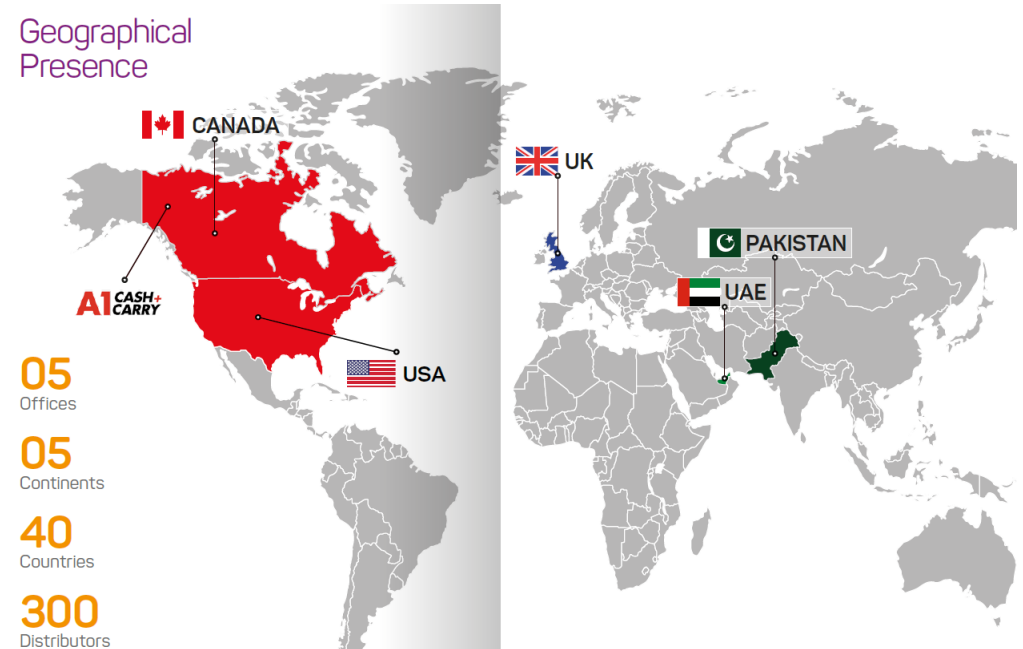 Geographical
Presence
CANADA
UK
PAKISTAN
UAE
A1 CASH+
CARRY
USA
05
Offices
05
Continents
40
Countries
300
Distributors